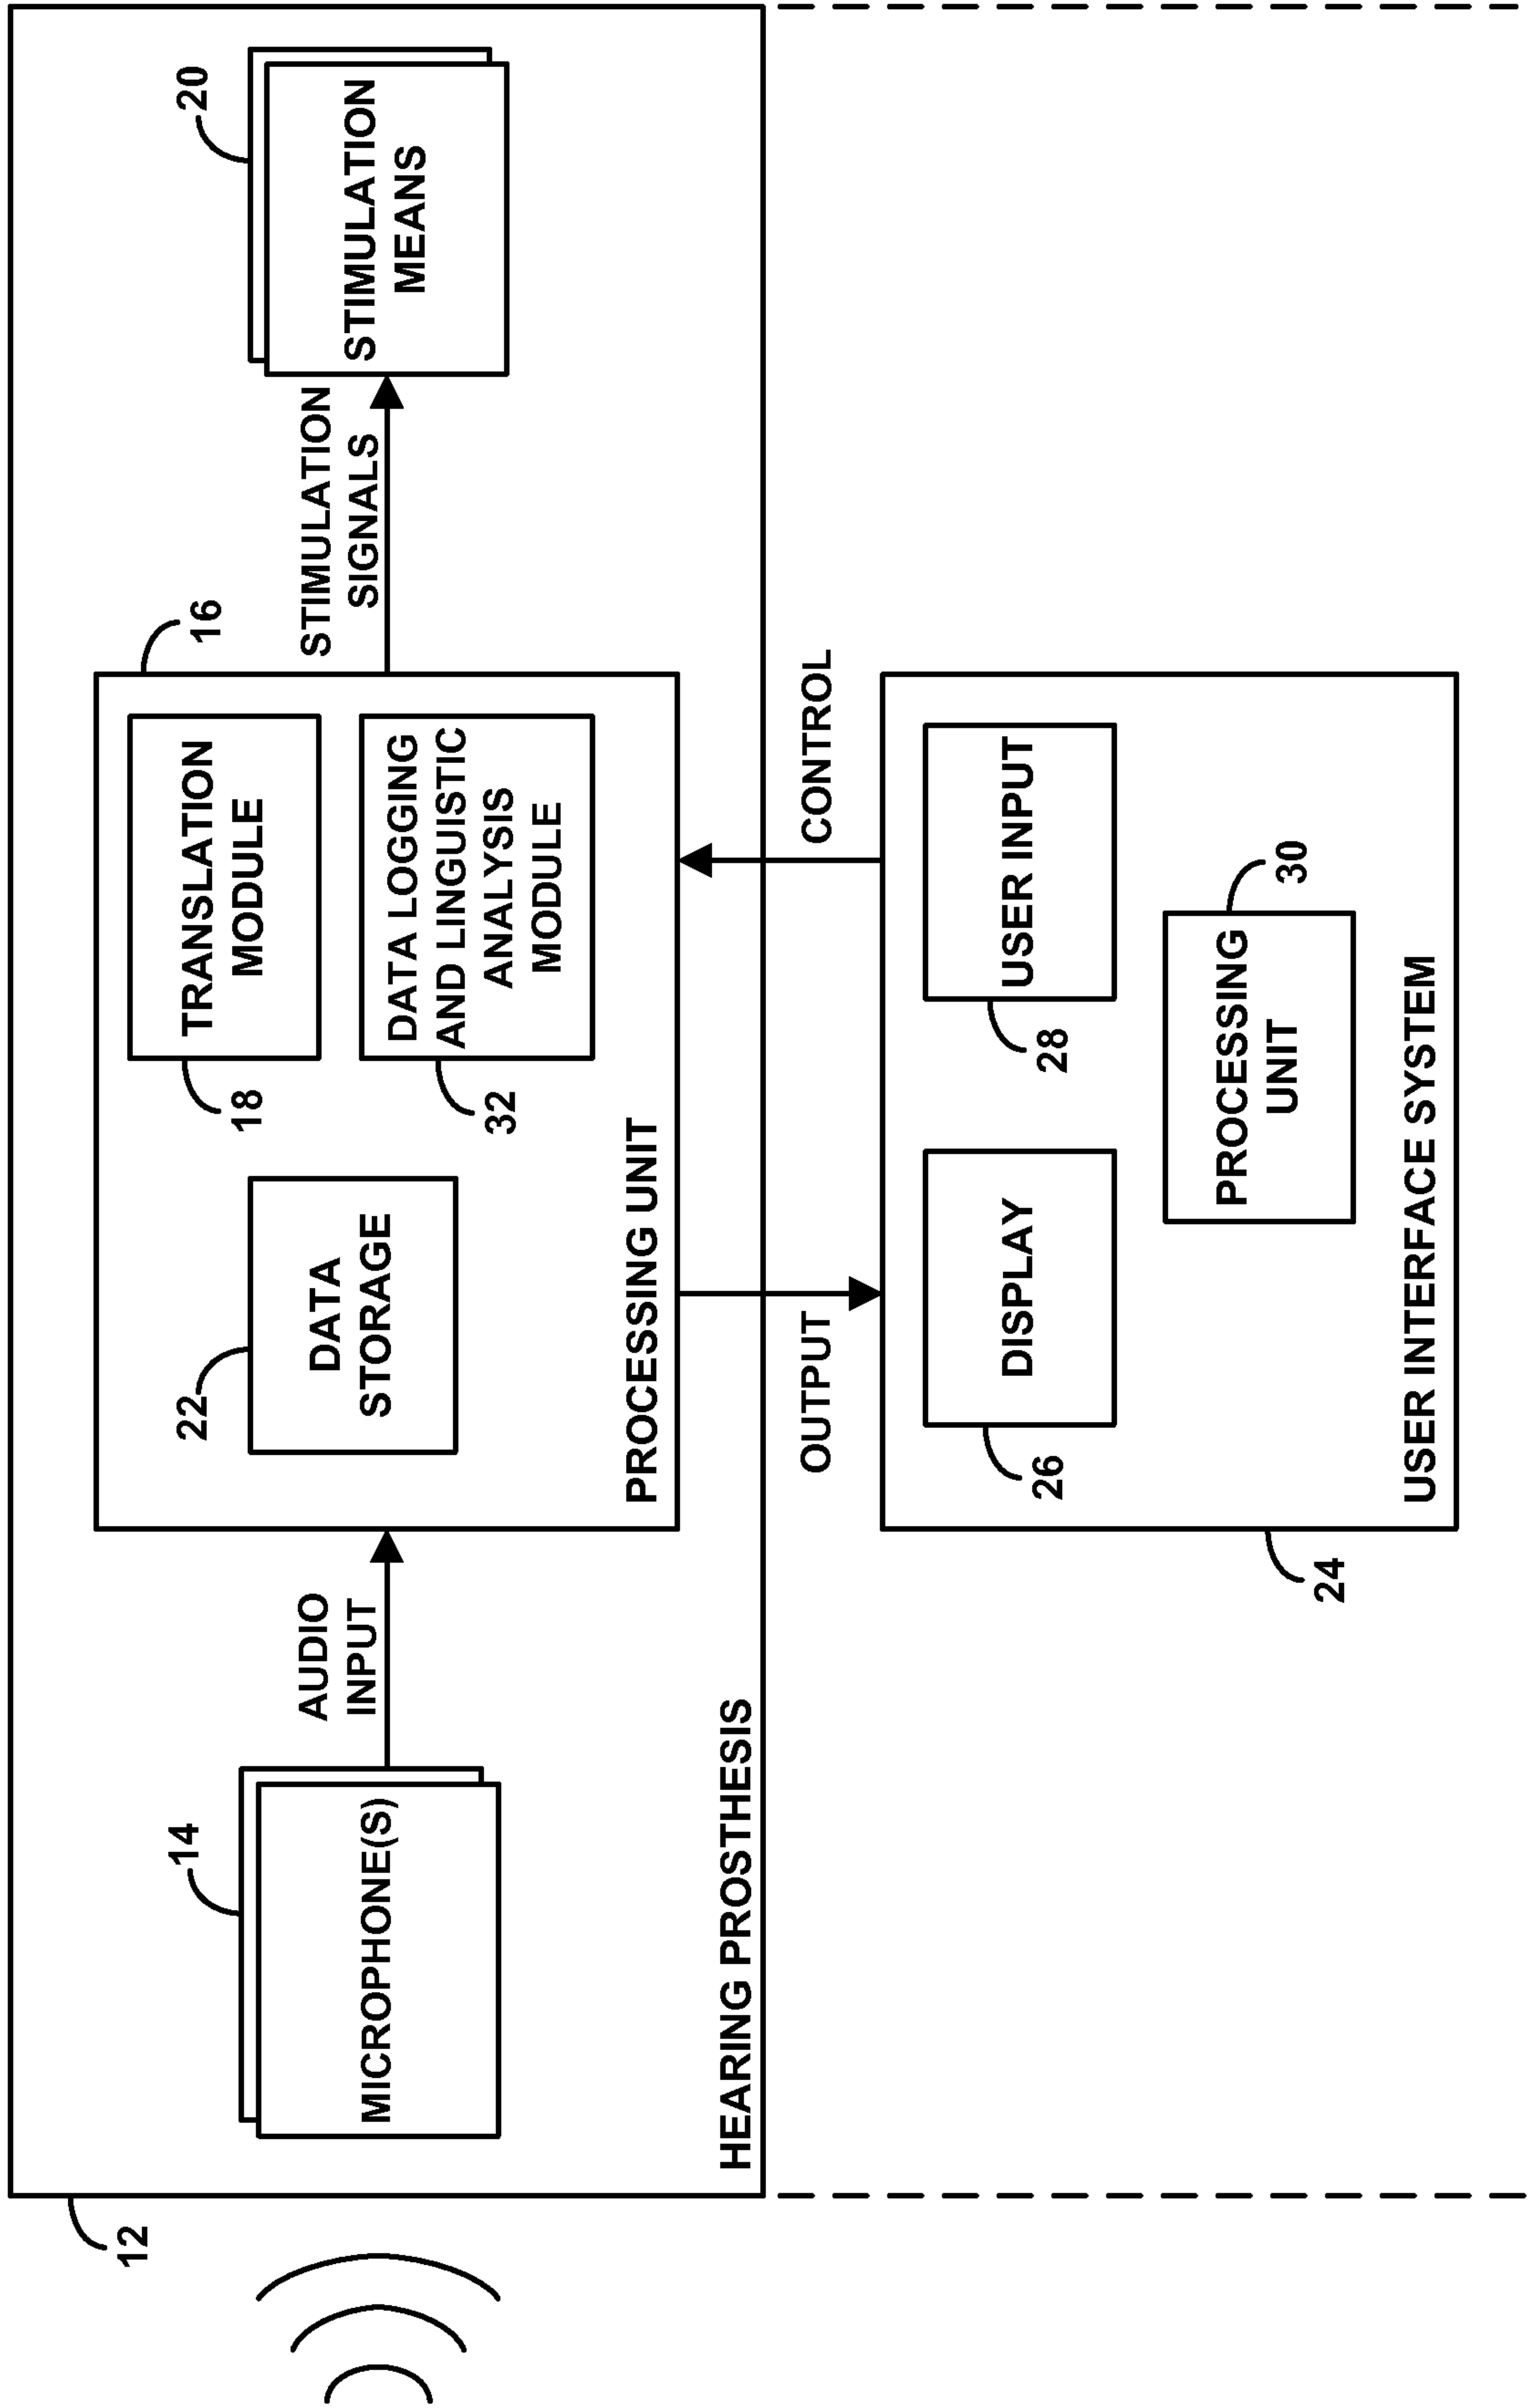 12
14
MICROPHONE(S)
AUDIO
INPUT
16
22
DATA
STORAGE
18
TRANSLATION
MODULE
32
DATA LOGGING
AND LINGUISTIC
ANALYSIS
MODULE
PROCESSING UNIT
STIMULATION
SIGNALS
20
STIMULATION
MEANS
HEARING PROSTHESIS
OUTPUT
CONTROL
24
26
DISPLAY
28
USER INPUT
30
PROCESSING
UNIT
USER INTERFACE SYSTEM